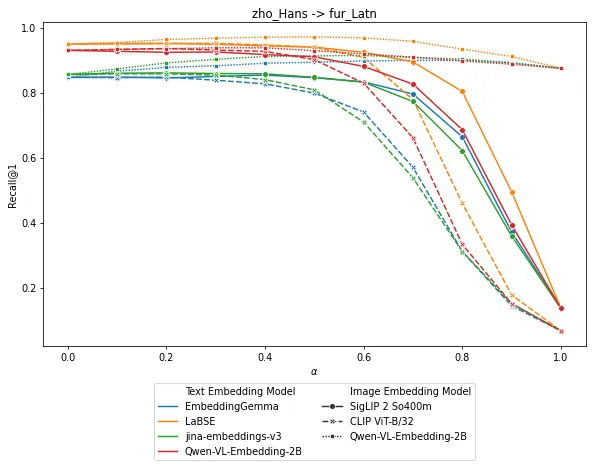 zho_Hans -> fur_Latn
Recall@1
1.0
0.8
0.6
0.4
0.2
0.0 0.2 0.4 0.6 0.8 1.0
α
Text Embedding Model
EmbeddingGemma
LaBSE
jina-embeddings-v3
Qwen-VL-Embedding-2B
Image Embedding Model
SigLIP 2 So400m
CLIP ViT-B/32
Qwen-VL-Embedding-2B